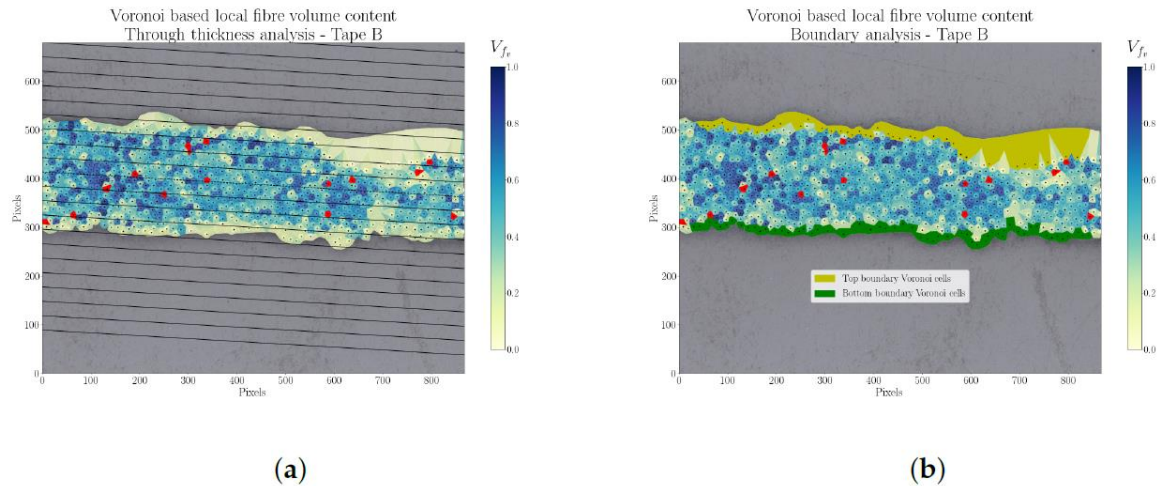 Voronoi based local fibre volume content
Through thickness analysis - Tape B
V_{f_v}
1.0
0.8
0.6
0.4
0.2
0.0
600
500
400
300
200
100
0
Pixels
0 100 200 300 400 500 600 700 800
Pixels
(a)
Voronoi based local fibre volume content
Boundary analysis - Tape B
V_{f_v}
1.0
0.8
0.6
0.4
0.2
0.0
600
500
400
300
200
100
0
Pixels
Top boundary Voronoi cells
Bottom boundary Voronoi cells
0 100 200 300 400 500 600 700 800
Pixels
(b)